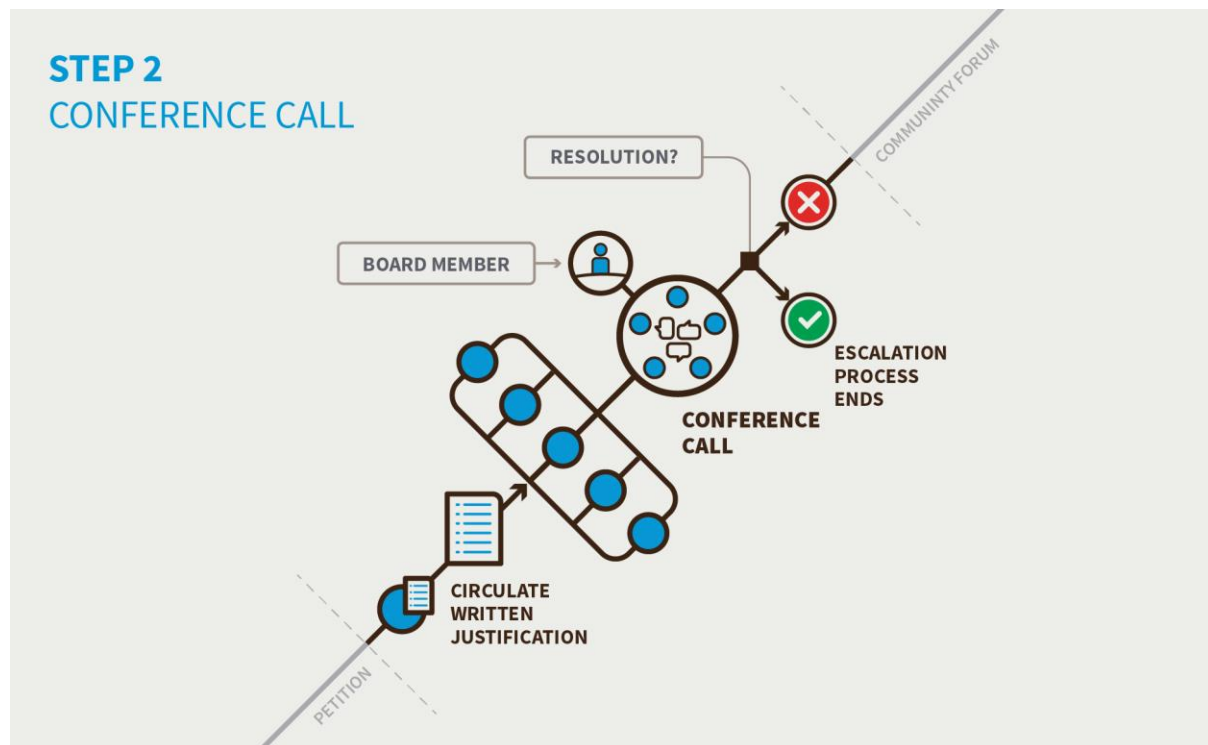 STEP 2
CONFERENCE CALL
COMMUNINTY FORUM
RESOLUTION?
BOARD MEMBER
ESCALATION
PROCESS
ENDS
CONFERENCE
CALL
CIRCULATE
WRITTEN
JUSTIFICATION
PETITION